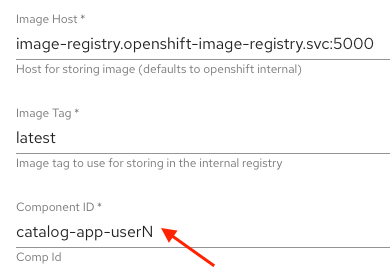 Image Host *
image-registry.openshift-image-registry.svc:5000
Host for storing image (defaults to openshift internal)
Image Tag *
latest
Image tag to use for storing in the internal registry
Component ID *
catalog-app-userN
Comp Id